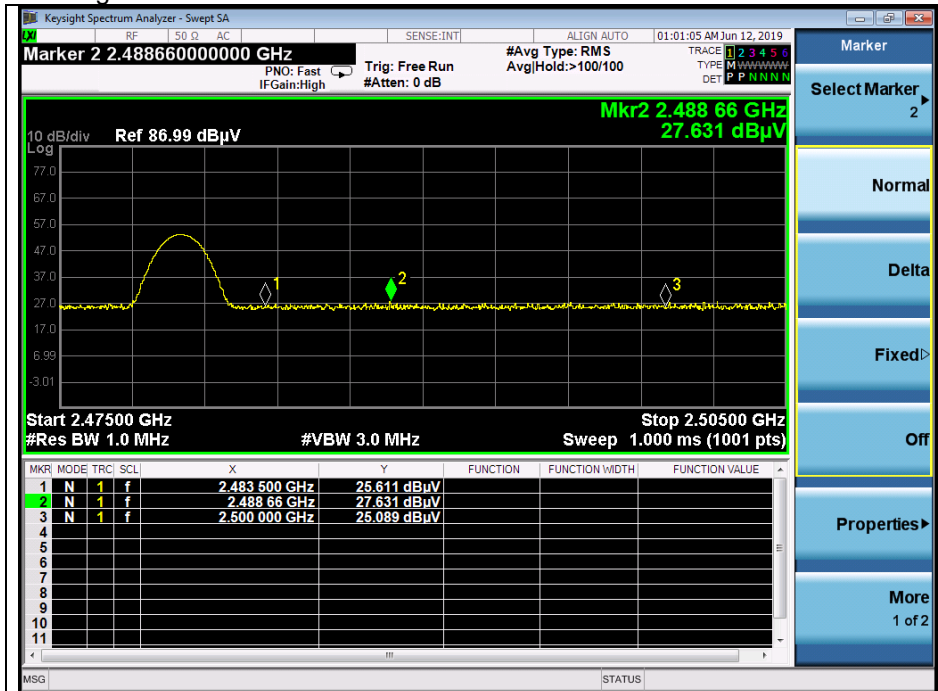 Keysight Spectrum Analyzer - Swept SA
LXI RF 50 Ω AC SENSE:INT ALIGN AUTO 01:01:05 AM Jun 12, 2019
Marker 2 2.488660000000 GHz
PNO: Fast
IFGain:High
Trig: Free Run
#Atten: 0 dB
#Avg Type: RMS
Avg|Hold:>100/100
TRACE 1 2 3 4 5 6
TYPE M W W W W W
DET P P N N N N
Mkr2 2.488 66 GHz
27.631 dBµV
10 dB/div Ref 86.99 dBµV
Log
77.0
67.0
57.0
47.0
37.0
27.0
17.0
6.99
-3.01
1
2
3
Start 2.47500 GHz Stop 2.50500 GHz
#Res BW 1.0 MHz #VBW 3.0 MHz Sweep 1.000 ms (1001 pts)
MKR MODE TRC SCL X Y FUNCTION FUNCTION WIDTH FUNCTION VALUE
1 N 1 f 2.483 500 GHz 25.611 dBµV
2 N 1 f 2.488 66 GHz 27.631 dBµV
3 N 1 f 2.500 000 GHz 25.089 dBµV
4
5
6
7
8
9
10
11
MSG STATUS
Marker
Select Marker
2
Normal
Delta
Fixed
Off
Properties
More
1 of 2